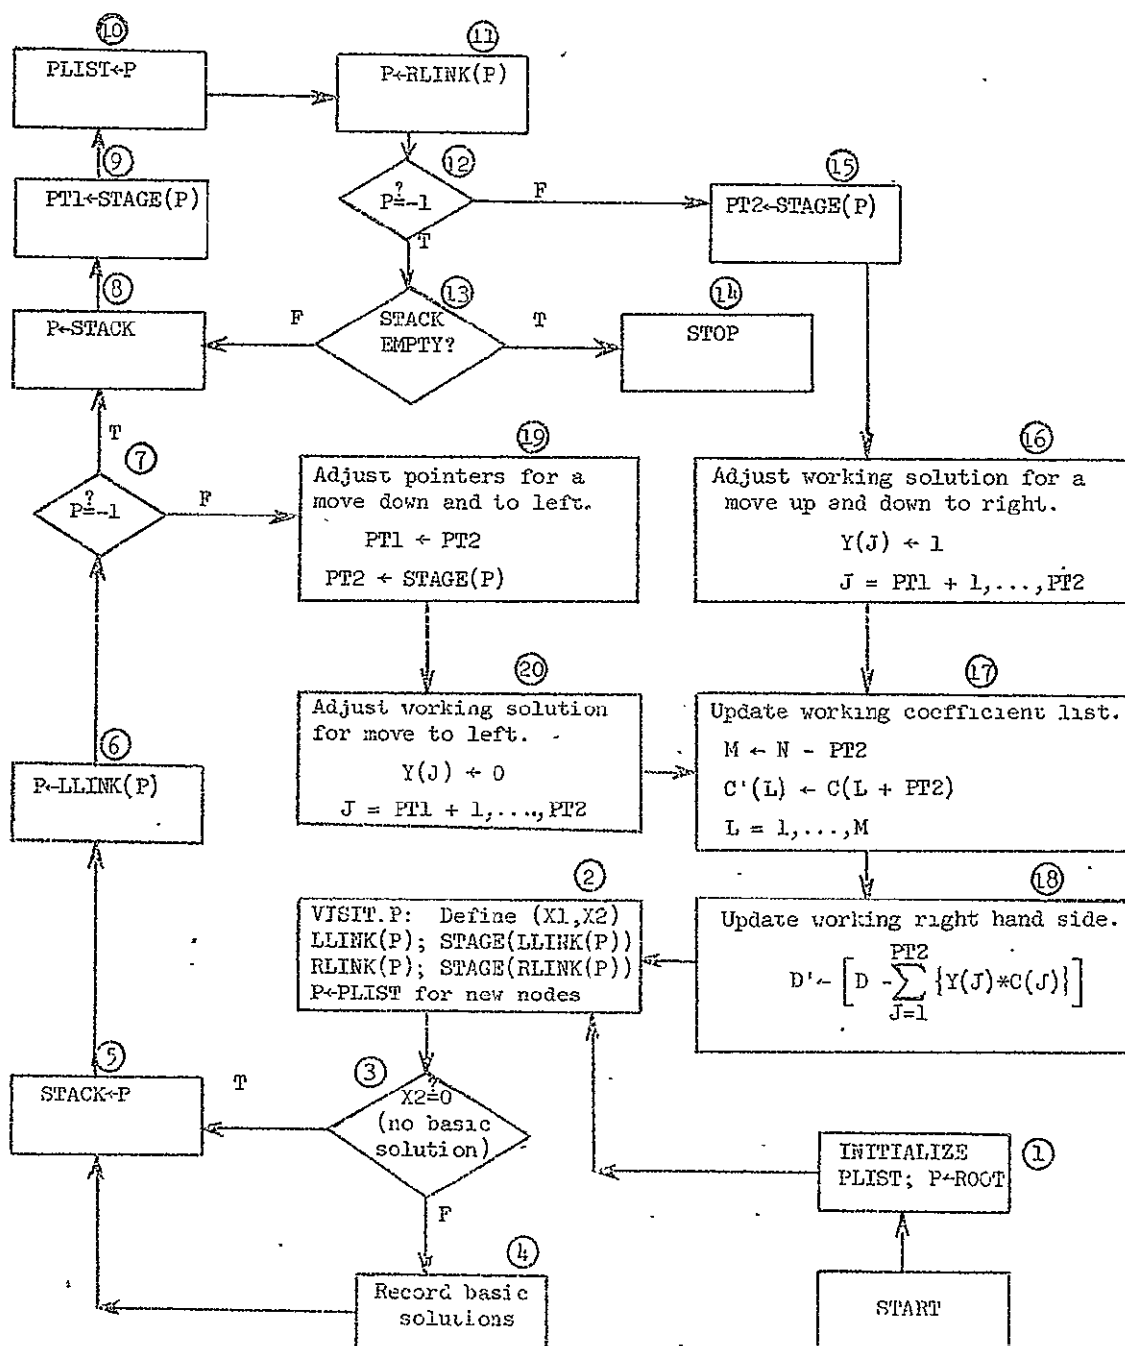 ⑩
PLIST←P
⑪
P←RLINK(P)
⑨
PT1←STAGE(P)
⑫
?
P=-1
F
T
⑮
PT2←STAGE(P)
⑧
P←STACK
F
⑬
STACK
EMPTY?
T
⑭
STOP
T
⑦
?
P=-1
F
⑲
Adjust pointers for a
move down and to left.
PT1 ← PT2
PT2 ← STAGE(P)
⑯
Adjust working solution for a
move up and down to right.
Y(J) ← 1
J = PT1 + 1,...,PT2
⑥
P←LLINK(P)
⑳
Adjust working solution
for move to left.
Y(J) ← 0
J = PT1 + 1,....,PT2
⑰
Update working coefficient list.
M ← N - PT2
C'(L) ← C(L + PT2)
L = 1,...,M
②
VISIT.P: Define (X1,X2)
LLINK(P); STAGE(LLINK(P))
RLINK(P); STAGE(RLINK(P))
P←PLIST for new nodes
⑱
Update working right hand side.
PT2
D'← [D - ∑ {Y(J)*C(J)}]
J=1
⑤
STACK←P
T
③
?
X2=0
(no basic
solution)
F
①
INITIALIZE
PLIST; P←ROOT
④
Record basic
solutions
START